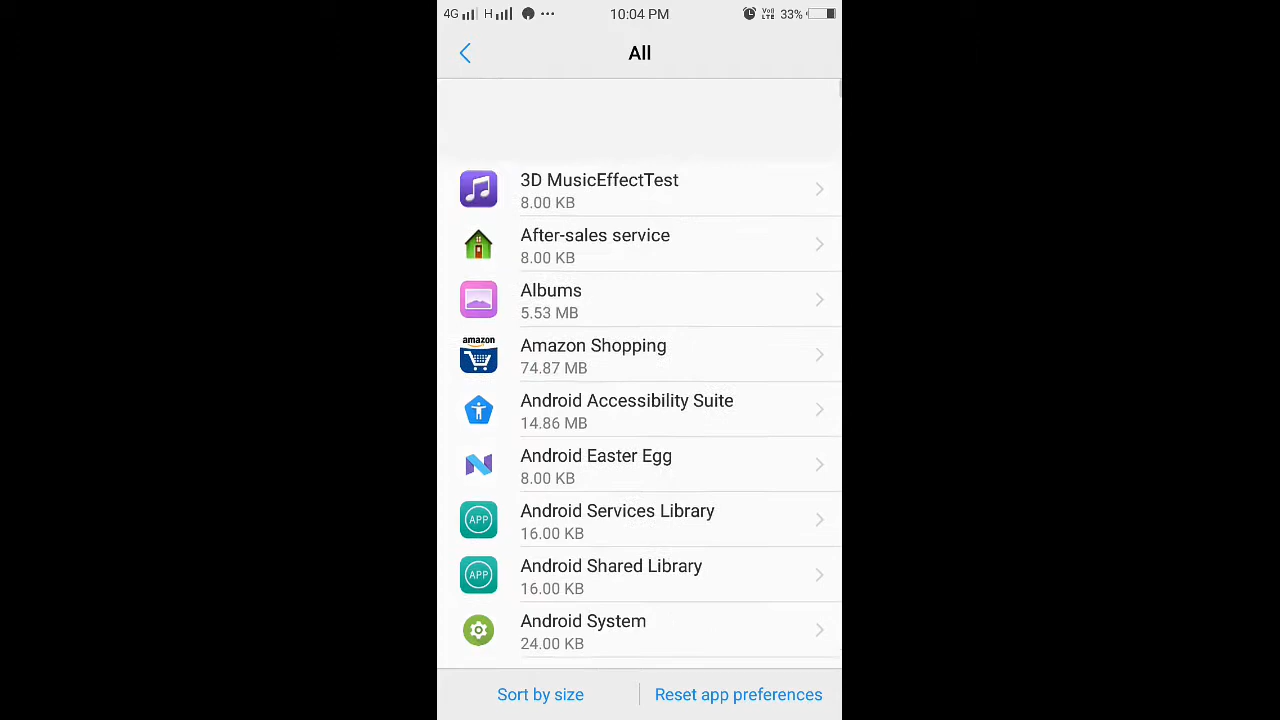 4G H ••• 10:04 PM VoLTE 33%
All
3D MusicEffectTest
8.00 KB
After-sales service
8.00 KB
Albums
5.53 MB
amazon
Amazon Shopping
74.87 MB
Android Accessibility Suite
14.86 MB
Android Easter Egg
8.00 KB
APP
Android Services Library
16.00 KB
APP
Android Shared Library
16.00 KB
Android System
24.00 KB
Sort by size
Reset app preferences